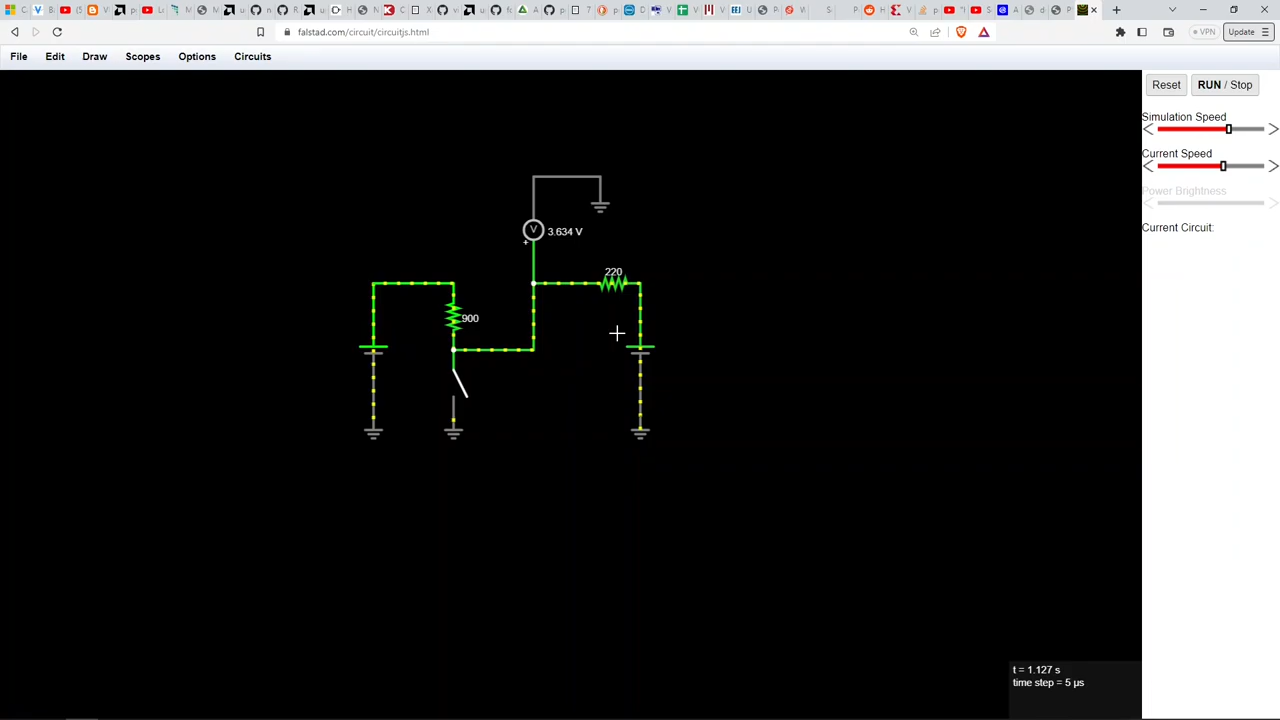 falstad.com/circuit/circuitjs.html
VPN
Update
File Edit Draw Scopes Options Circuits
Reset RUN / Stop
Simulation Speed
Current Speed
Power Brightness
Current Circuit:
V
3.634 V
+
220
900
t = 1.127 s
time step = 5 µs